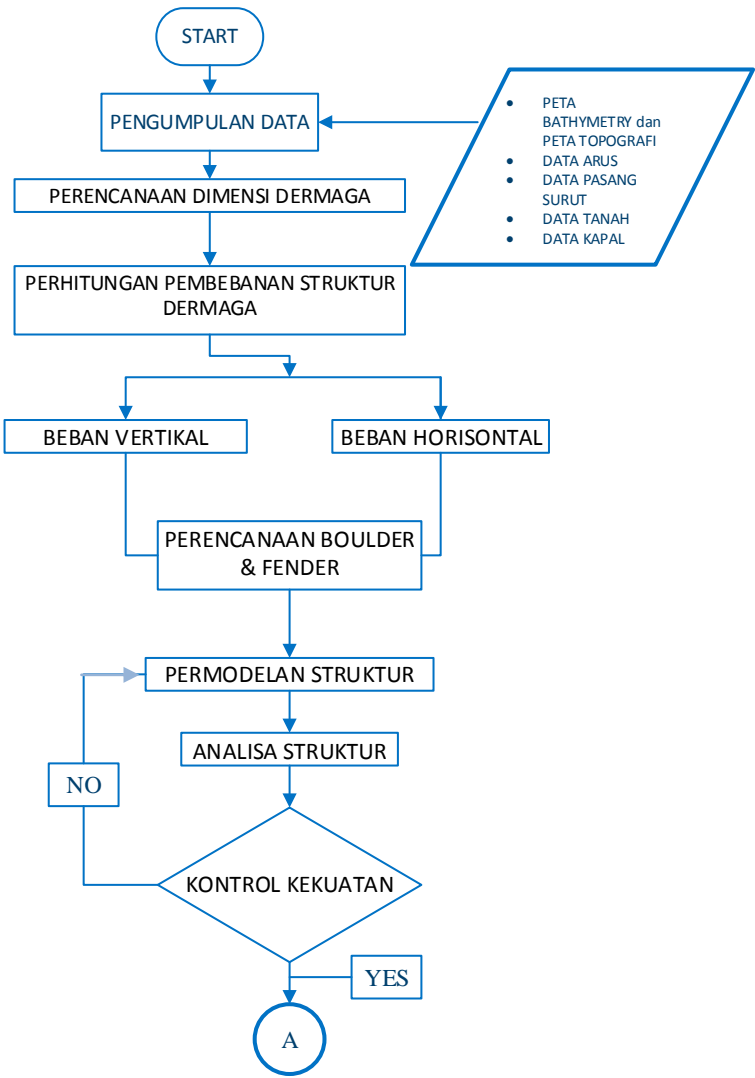 START
PENGUMPULAN DATA
• PETA
BATHYMETRY dan
PETA TOPOGRAFI
• DATA ARUS
• DATA PASANG
SURUT
• DATA TANAH
• DATA KAPAL
PERENCANAAN DIMENSI DERMAGA
PERHITUNGAN PEMBEBANAN STRUKTUR
DERMAGA
BEBAN VERTIKAL
BEBAN HORISONTAL
PERENCANAAN BOULDER
& FENDER
PERMODELAN STRUKTUR
ANALISA STRUKTUR
NO
KONTROL KEKUATAN
YES
A